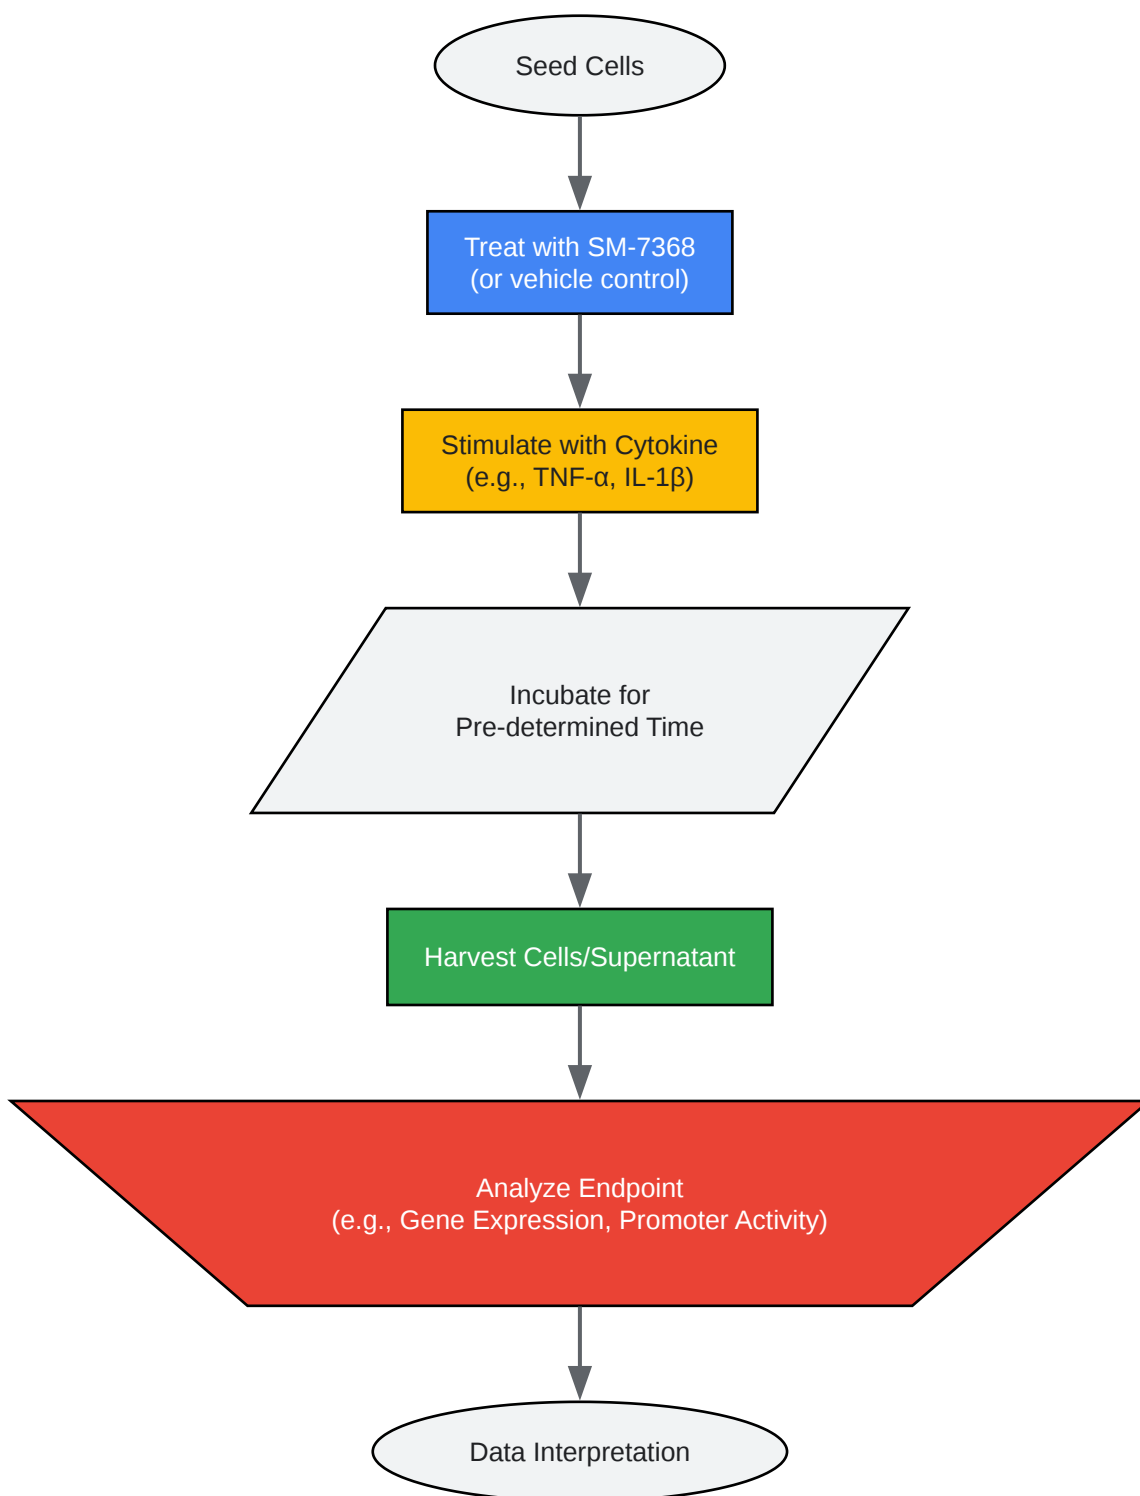 Seed Cells
Treat with SM-7368
(or vehicle control)
Stimulate with Cytokine
(e.g., TNF-α, IL-1β)
Incubate for
Pre-determined Time
Harvest Cells/Supernatant
Analyze Endpoint
(e.g., Gene Expression, Promoter Activity)
Data Interpretation